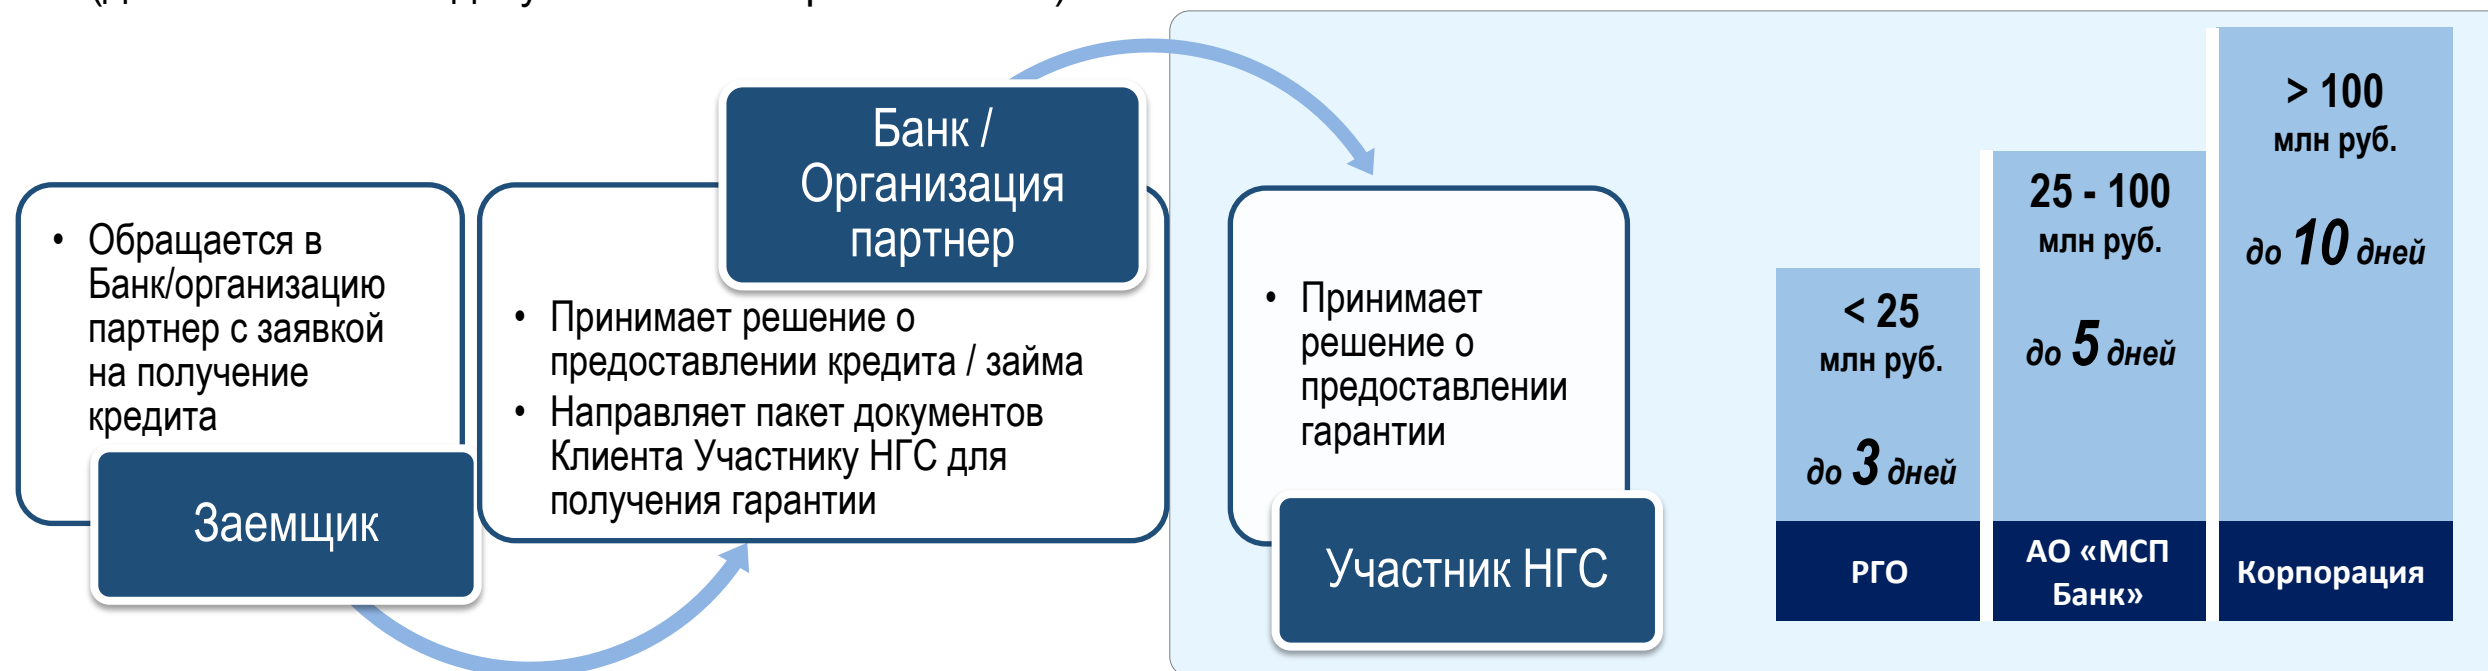 • Обращается в
Банк/организацию
партнер с заявкой
на получение
кредита
Заемщик
Банк /
Организация
партнер
• Принимает решение о
предоставлении кредита / займа
• Направляет пакет документов
Клиента Участнику НГС для
получения гарантии
• Принимает
решение о
предоставлении
гарантии
Участник НГС
< 25
млн руб.
до 3 дней
РГО
25 - 100
млн руб.
до 5 дней
АО «МСП
Банк»
> 100
млн руб.
до 10 дней
Корпорация